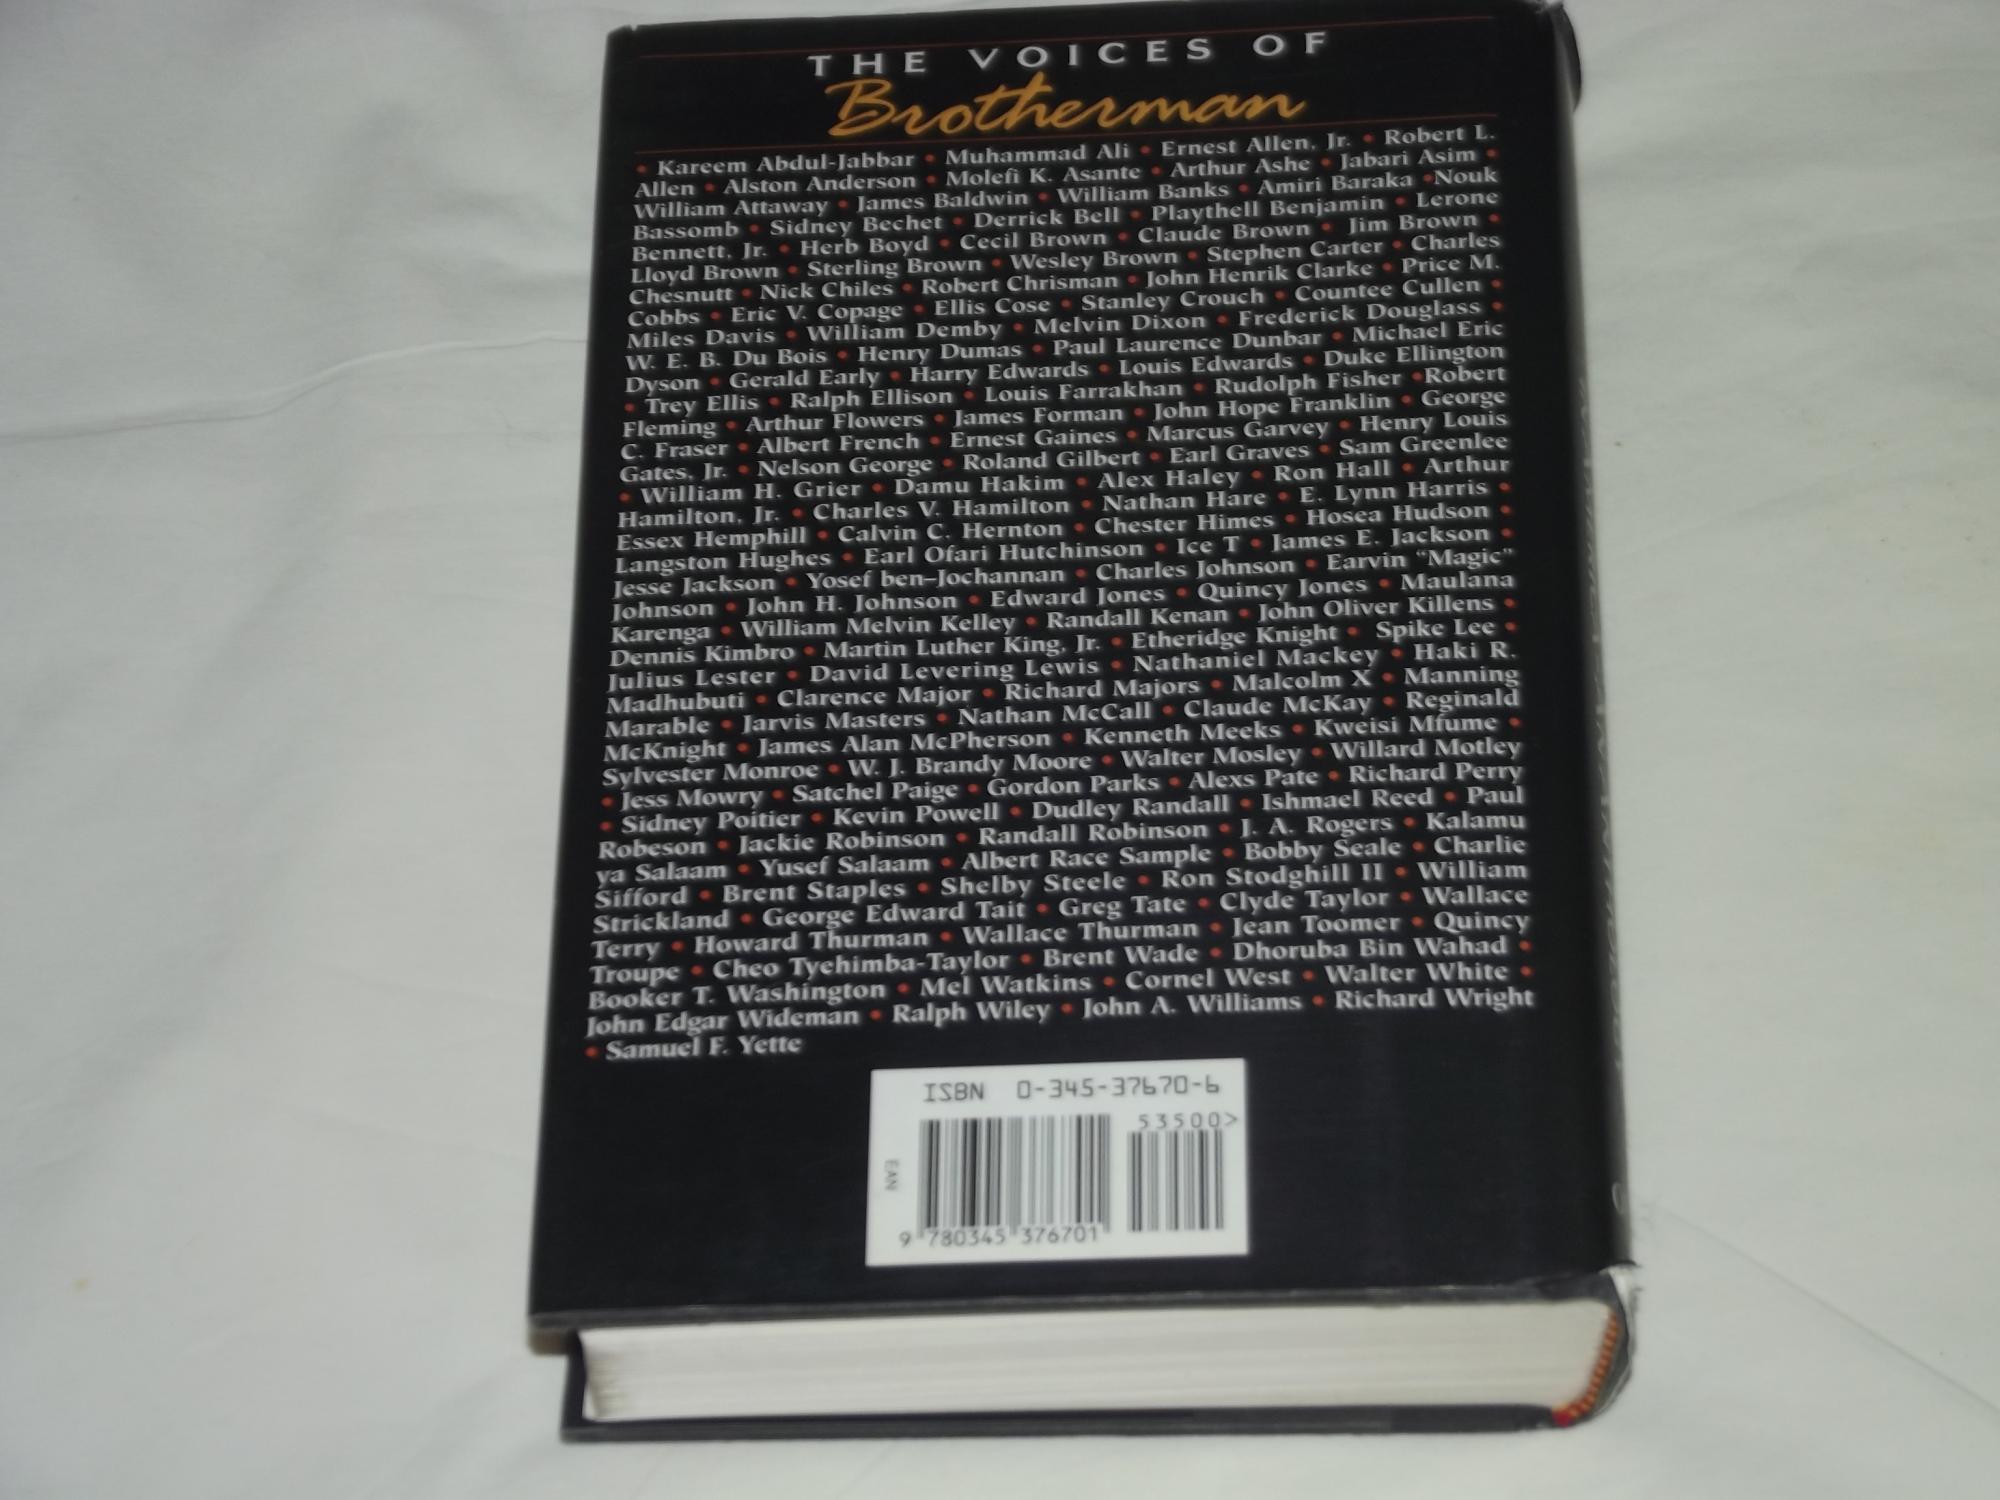 THE VOICES OF
Brotherman
• Kareem Abdul-Jabbar • Muhammad Ali • Ernest Allen, Jr. • Robert L.
Allen • Alston Anderson • Molefi K. Asante • Arthur Ashe • Jabari Asim •
William Attaway • James Baldwin • William Banks • Amiri Baraka • Nouk
Bassomb • Sidney Bechet • Derrick Bell • Playthell Benjamin • Lerone
Bennett, Jr. • Herb Boyd • Cecil Brown • Claude Brown • Jim Brown •
Lloyd Brown • Sterling Brown • Wesley Brown • Stephen Carter • Charles
Chesnutt • Nick Chiles • Robert Chrisman • John Henrik Clarke • Price M.
Cobbs • Eric V. Copage • Ellis Cose • Stanley Crouch • Countee Cullen •
Miles Davis • William Demby • Melvin Dixon • Frederick Douglass •
W. E. B. Du Bois • Henry Dumas • Paul Laurence Dunbar • Michael Eric
Dyson • Gerald Early • Harry Edwards • Louis Edwards • Duke Ellington
• Trey Ellis • Ralph Ellison • Louis Farrakhan • Rudolph Fisher • Robert
Fleming • Arthur Flowers • James Forman • John Hope Franklin • George
C. Fraser • Albert French • Ernest Gaines • Marcus Garvey • Henry Louis
Gates, Jr. • Nelson George • Roland Gilbert • Earl Graves • Sam Greenlee
• William H. Grier • Damu Hakim • Alex Haley • Ron Hall • Arthur
Hamilton, Jr. • Charles V. Hamilton • Nathan Hare • E. Lynn Harris •
Essex Hemphill • Calvin C. Hernton • Chester Himes • Hosea Hudson •
Langston Hughes • Earl Ofari Hutchinson • Ice T • James E. Jackson •
Jesse Jackson • Yosef ben–Jochannan • Charles Johnson • Earvin “Magic”
Johnson • John H. Johnson • Edward Jones • Quincy Jones • Maulana
Karenga • William Melvin Kelley • Randall Kenan • John Oliver Killens •
Dennis Kimbro • Martin Luther King, Jr. • Etheridge Knight • Spike Lee •
Julius Lester • David Levering Lewis • Nathaniel Mackey • Haki R.
Madhubuti • Clarence Major • Richard Majors • Malcolm X • Manning
Marable • Jarvis Masters • Nathan McCall • Claude McKay • Reginald
McKnight • James Alan McPherson • Kenneth Meeks • Kweisi Mfume •
Sylvester Monroe • W. J. Brandy Moore • Walter Mosley • Willard Motley
• Jess Mowry • Satchel Paige • Gordon Parks • Alexs Pate • Richard Perry
• Sidney Poitier • Kevin Powell • Dudley Randall • Ishmael Reed • Paul
Robeson • Jackie Robinson • Randall Robinson • J. A. Rogers • Kalamu
ya Salaam • Yusef Salaam • Albert Race Sample • Bobby Seale • Charlie
Sifford • Brent Staples • Shelby Steele • Ron Stodghill II • William
Strickland • George Edward Tait • Greg Tate • Clyde Taylor • Wallace
Terry • Howard Thurman • Wallace Thurman • Jean Toomer • Quincy
Troupe • Cheo Tyehimba-Taylor • Brent Wade • Dhoruba Bin Wahad •
Booker T. Washington • Mel Watkins • Cornel West • Walter White •
John Edgar Wideman • Ralph Wiley • John A. Williams • Richard Wright
• Samuel F. Yette
ISBN 0-345-37670-6
53500>
EAN
9 780345 376701